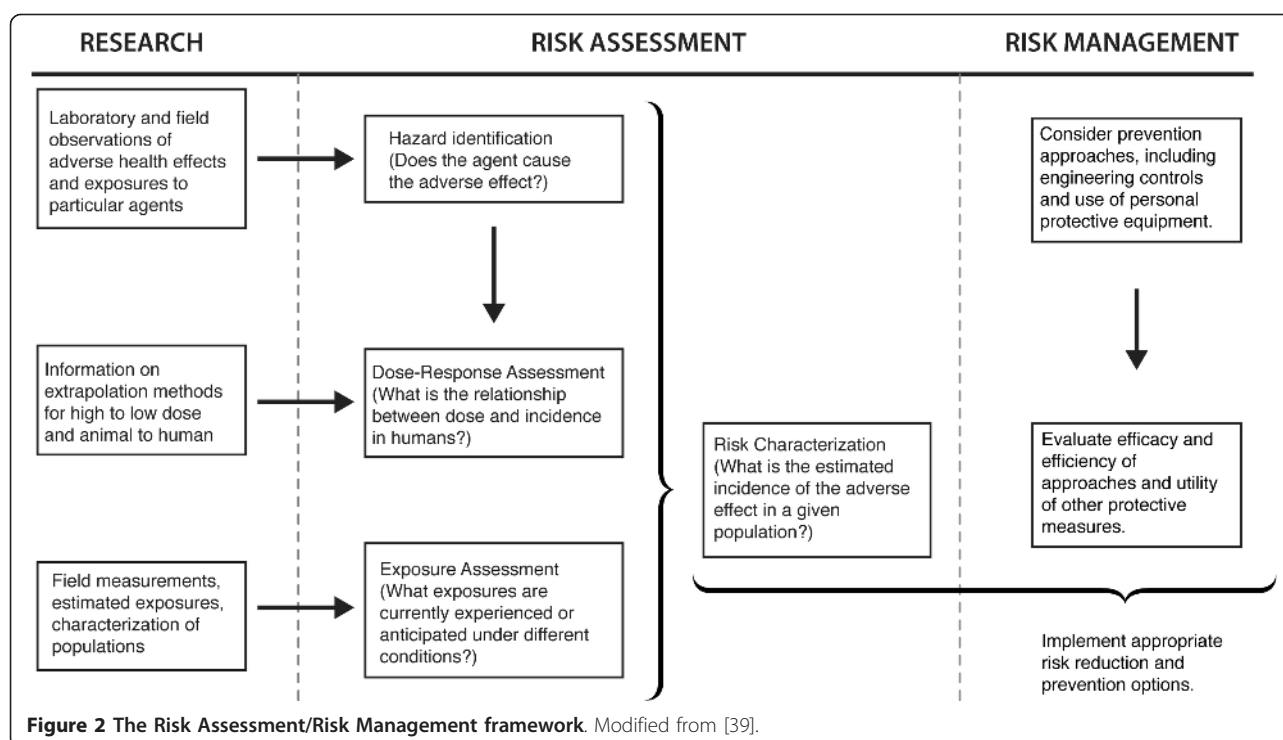 RESEARCH
RISK ASSESSMENT
RISK MANAGEMENT
Laboratory and field
observations of
adverse health effects
and exposures to
particular agents
Hazard identification
(Does the agent cause
the adverse effect?)
Consider prevention
approaches, including
engineering controls
and use of personal
protective equipment.
Information on
extrapolation methods
for high to low dose
and animal to human
Dose-Response Assessment
(What is the relationship
between dose and incidence
in humans?)
Risk Characterization
(What is the estimated
incidence of the adverse
effect in a given
population?)
Evaluate efficacy and
efficiency of
approaches and utility
of other protective
measures.
Field measurements,
estimated exposures,
characterization of
populations
Exposure Assessment
(What exposures are
currently experienced or
anticipated under different
conditions?)
Implement appropriate
risk reduction and
prevention options.
Figure 2 The Risk Assessment/Risk Management framework. Modified from [39].